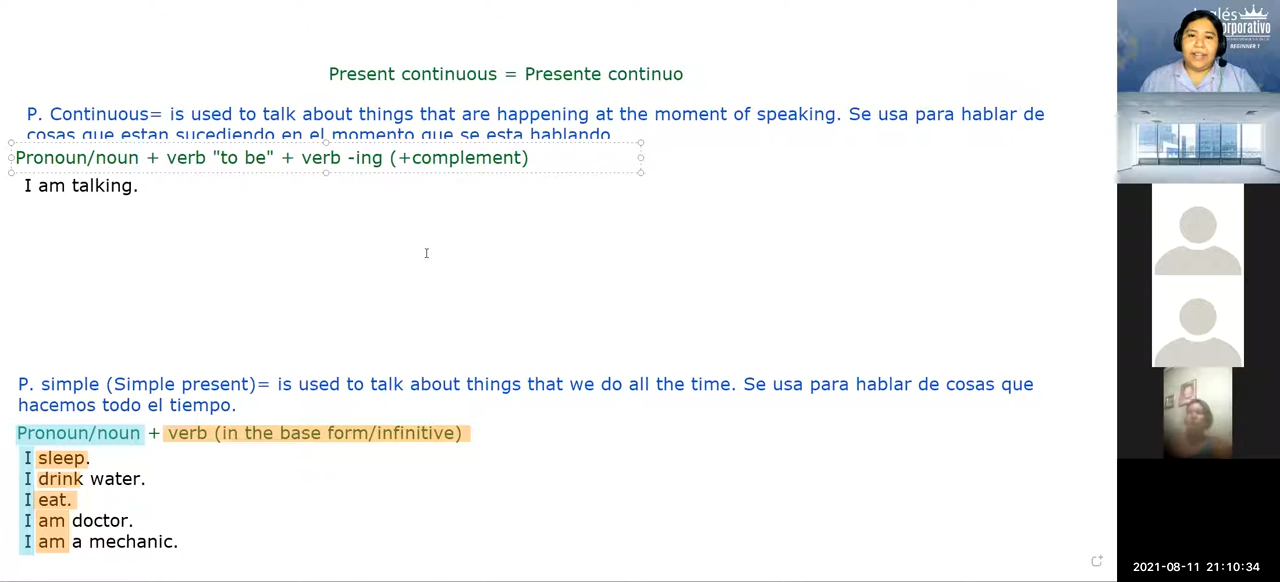 Present continuous = Presente continuo
P. Continuous= is used to talk about things that are happening at the moment of speaking. Se usa para hablar de
cosas que estan sucediendo en el momento que se esta hablando
Pronoun/noun + verb "to be" + verb -ing (+complement)
I am talking.
P. simple (Simple present)= is used to talk about things that we do all the time. Se usa para hablar de cosas que
hacemos todo el tiempo.
Pronoun/noun + verb (in the base form/infinitive)
I sleep.
I drink water.
I eat.
I am doctor.
I am a mechanic.
BEGINNER 1
2021-08-11 21:10:34